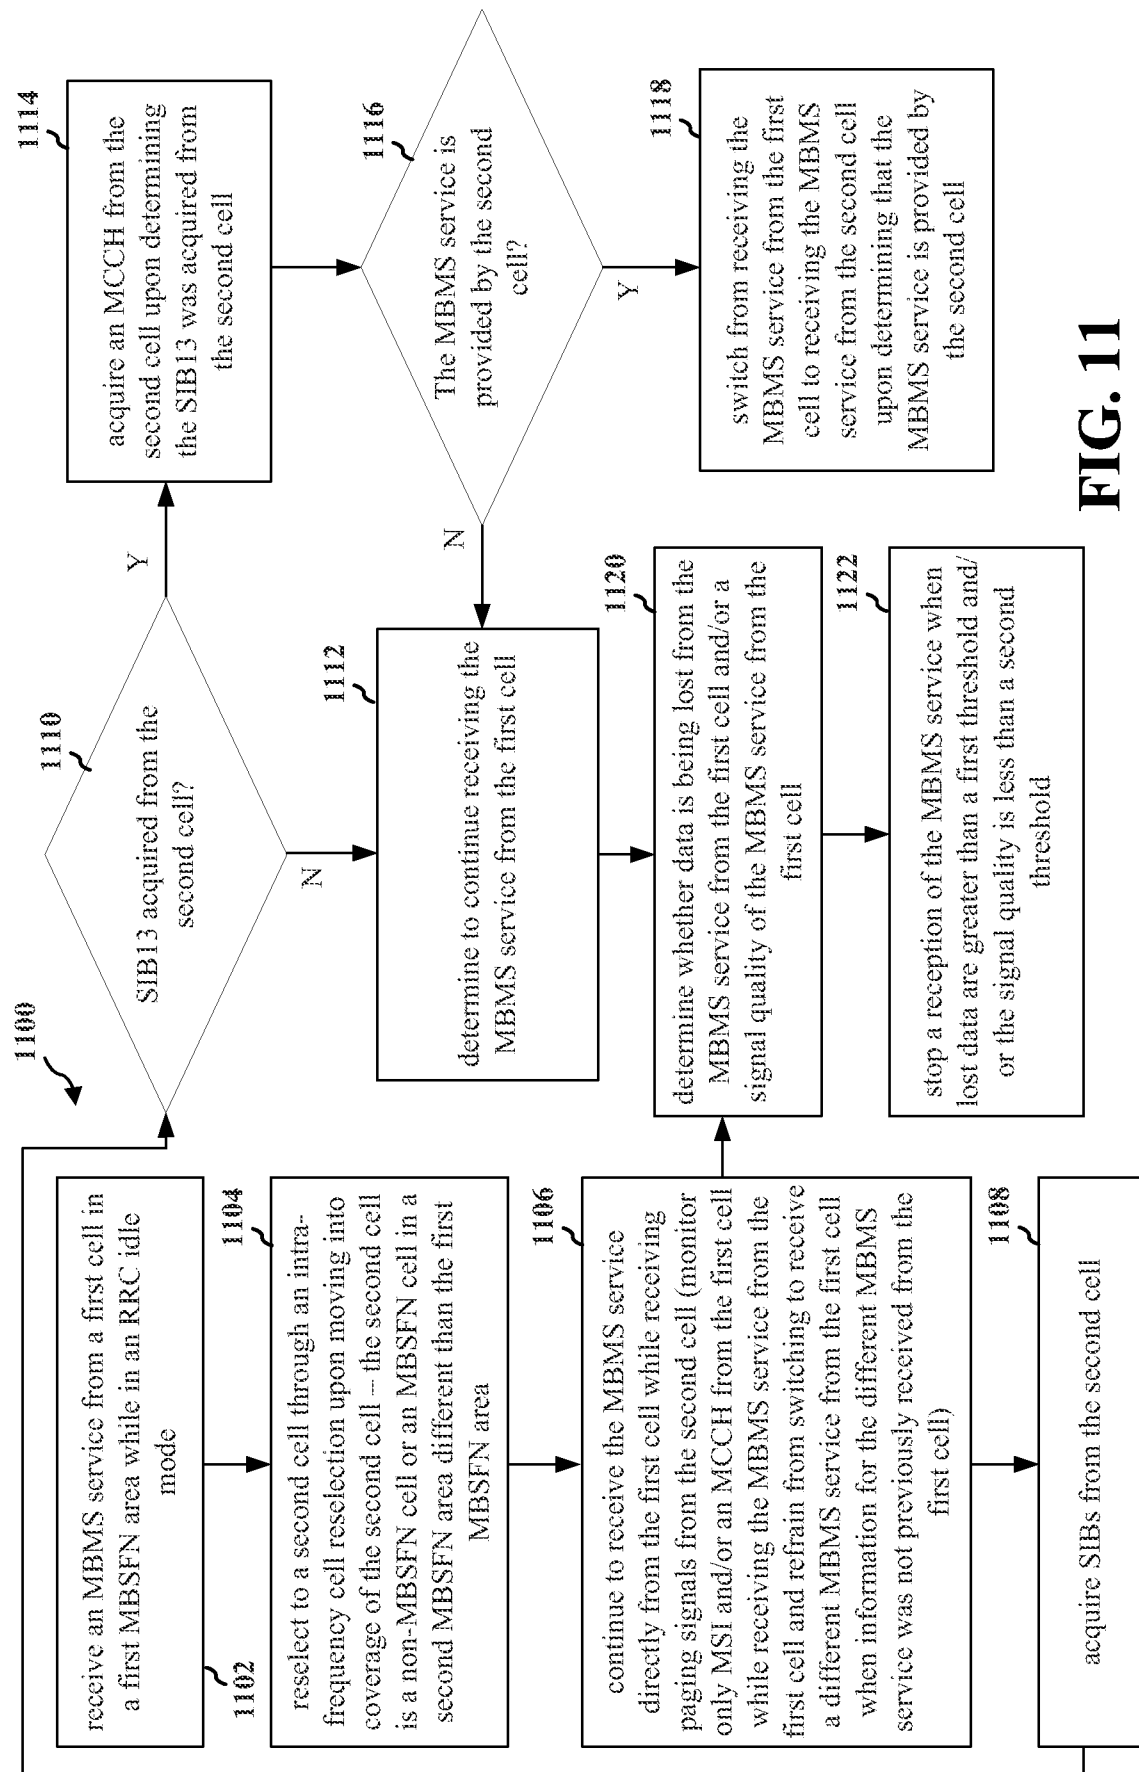 1100
receive an MBMS service from a first cell in
a first MBSFN area while in an RRC idle
mode
1102
reselect to a second cell through an intra-
frequency cell reselection upon moving into
coverage of the second cell – the second cell
is a non-MBSFN cell or an MBSFN cell in a
second MBSFN area different than the first
MBSFN area
1104
continue to receive the MBMS service
directly from the first cell while receiving
paging signals from the second cell (monitor
only MSI and/or an MCCH from the first cell
while receiving the MBMS service from the
first cell and refrain from switching to receive
a different MBMS service from the first cell
when information for the different MBMS
service was not previously received from the
first cell)
1106
acquire SIBs from the second cell
1108
SIB13 acquired from the
second cell?
1110
Y
N
determine to continue receiving the
MBMS service from the first cell
1112
acquire an MCCH from the
second cell upon determining
the SIB13 was acquired from
the second cell
1114
The MBMS service is
provided by the second
cell?
1116
N
Y
switch from receiving the
MBMS service from the first
cell to receiving the MBMS
service from the second cell
upon determining that the
MBMS service is provided by
the second cell
1118
determine whether data is being lost from the
MBMS service from the first cell and/or a
signal quality of the MBMS service from the
first cell
1120
stop a reception of the MBMS service when
lost data are greater than a first threshold and/
or the signal quality is less than a second
threshold
1122
FIG. 11